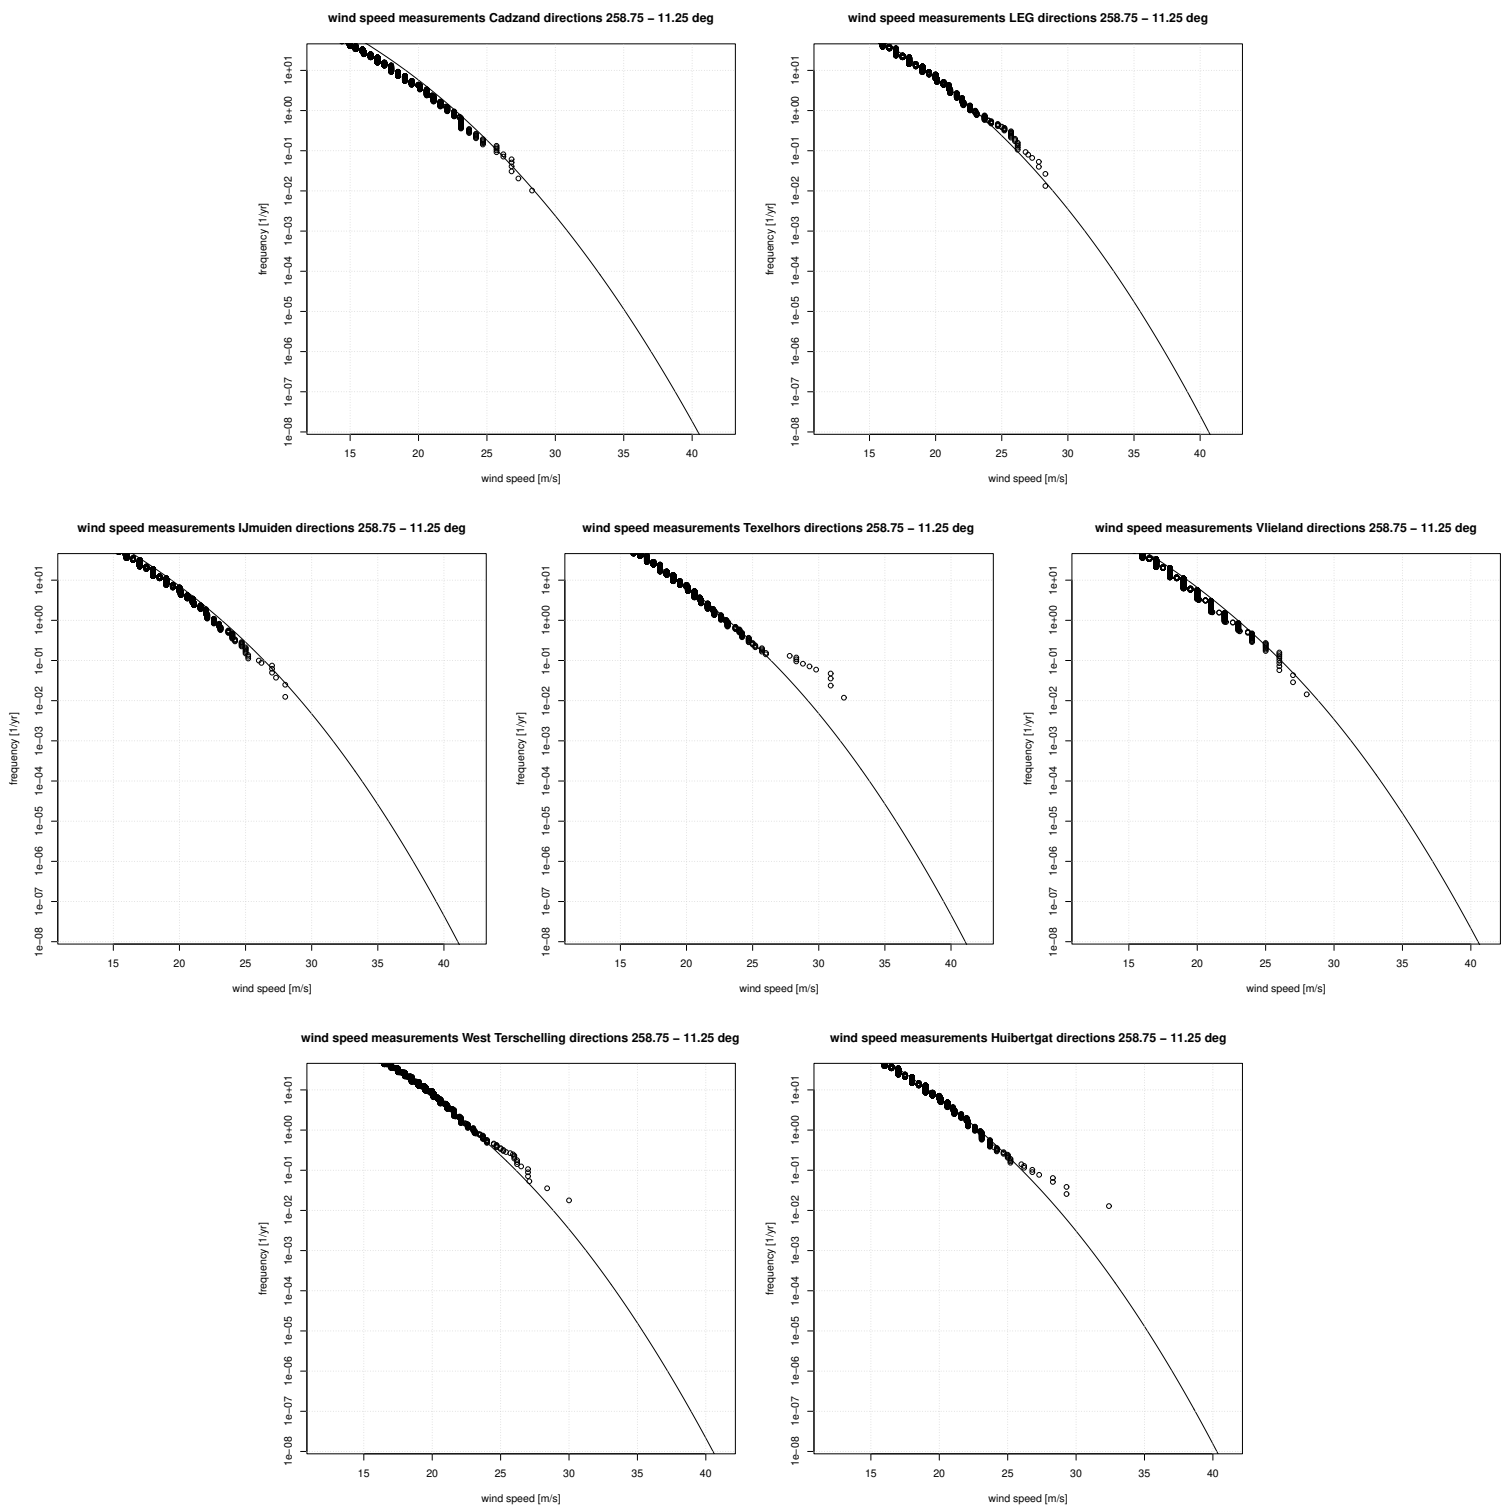 wind speed measurements Cadzand directions 258.75 − 11.25 deg
frequency [1/yr]
1e+01
1e+00
1e−01
1e−02
1e−03
1e−04
1e−05
1e−06
1e−07
1e−08
15 20 25 30 35 40
wind speed [m/s]
wind speed measurements LEG directions 258.75 − 11.25 deg
frequency [1/yr]
1e+01
1e+00
1e−01
1e−02
1e−03
1e−04
1e−05
1e−06
1e−07
1e−08
15 20 25 30 35 40
wind speed [m/s]
wind speed measurements IJmuiden directions 258.75 − 11.25 deg
frequency [1/yr]
1e+01
1e+00
1e−01
1e−02
1e−03
1e−04
1e−05
1e−06
1e−07
1e−08
15 20 25 30 35 40
wind speed [m/s]
wind speed measurements Texelhors directions 258.75 − 11.25 deg
frequency [1/yr]
1e+01
1e+00
1e−01
1e−02
1e−03
1e−04
1e−05
1e−06
1e−07
1e−08
15 20 25 30 35 40
wind speed [m/s]
wind speed measurements Vlieland directions 258.75 − 11.25 deg
frequency [1/yr]
1e+01
1e+00
1e−01
1e−02
1e−03
1e−04
1e−05
1e−06
1e−07
1e−08
15 20 25 30 35 40
wind speed [m/s]
wind speed measurements West Terschelling directions 258.75 − 11.25 deg
frequency [1/yr]
1e+01
1e+00
1e−01
1e−02
1e−03
1e−04
1e−05
1e−06
1e−07
1e−08
15 20 25 30 35 40
wind speed [m/s]
wind speed measurements Huibertgat directions 258.75 − 11.25 deg
frequency [1/yr]
1e+01
1e+00
1e−01
1e−02
1e−03
1e−04
1e−05
1e−06
1e−07
1e−08
15 20 25 30 35 40
wind speed [m/s]